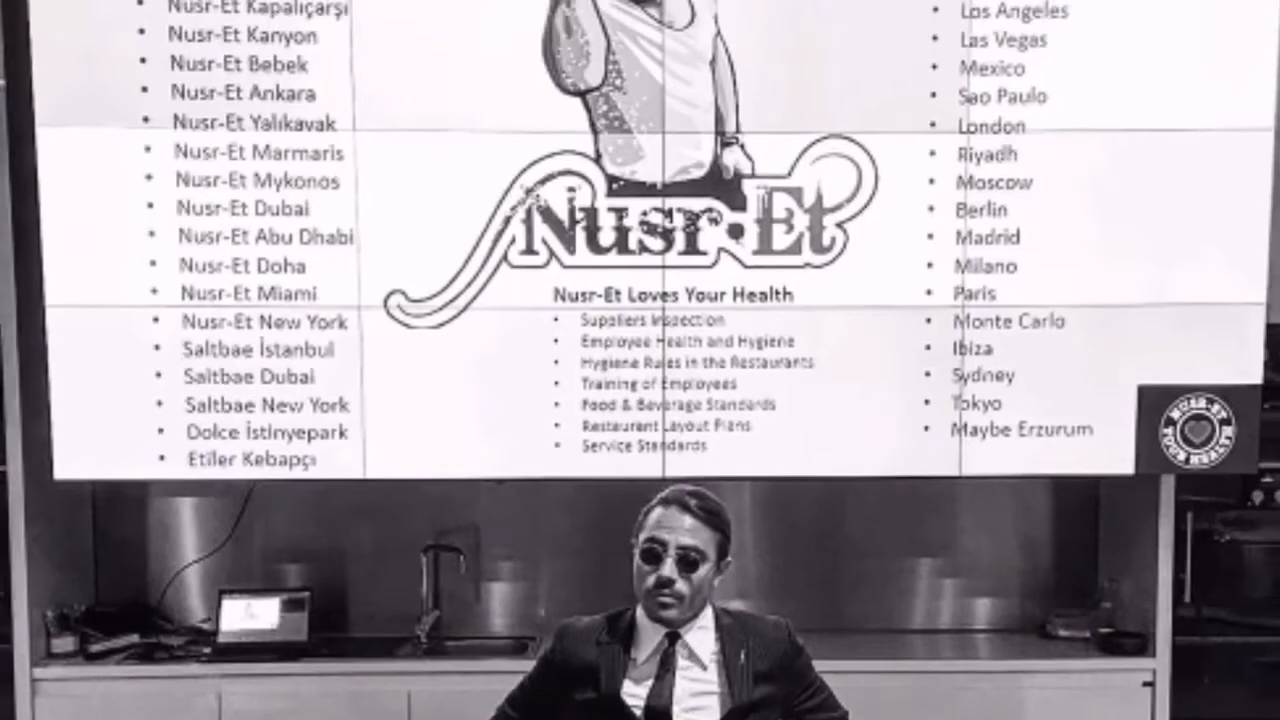 Nusr-Et Kapalıçarşı
Nusr-Et Kanyon
Nusr-Et Bebek
Nusr-Et Ankara
Nusr-Et Yalıkavak
Nusr-Et Marmaris
Nusr-Et Mykonos
Nusr-Et Dubai
Nusr-Et Abu Dhabi
Nusr-Et Doha
Nusr-Et Miami
Nusr-Et New York
Saltbae İstanbul
Saltbae Dubai
Saltbae New York
Dolce İstinyepark
Etiler Kebapçı
Nusr•Et
Nusr-Et Loves Your Health
Suppliers Inspection
Employee Health and Hygiene
Hygiene Rules in the Restaurants
Training of Employees
Food & Beverage Standards
Restaurant Layout Plans
Service Standards
Los Angeles
Las Vegas
Mexico
Sao Paulo
London
Riyadh
Moscow
Berlin
Madrid
Milano
Paris
Monte Carlo
Ibiza
Sydney
Tokyo
Maybe Erzurum
NUSR-ET
YOUR HEALTH